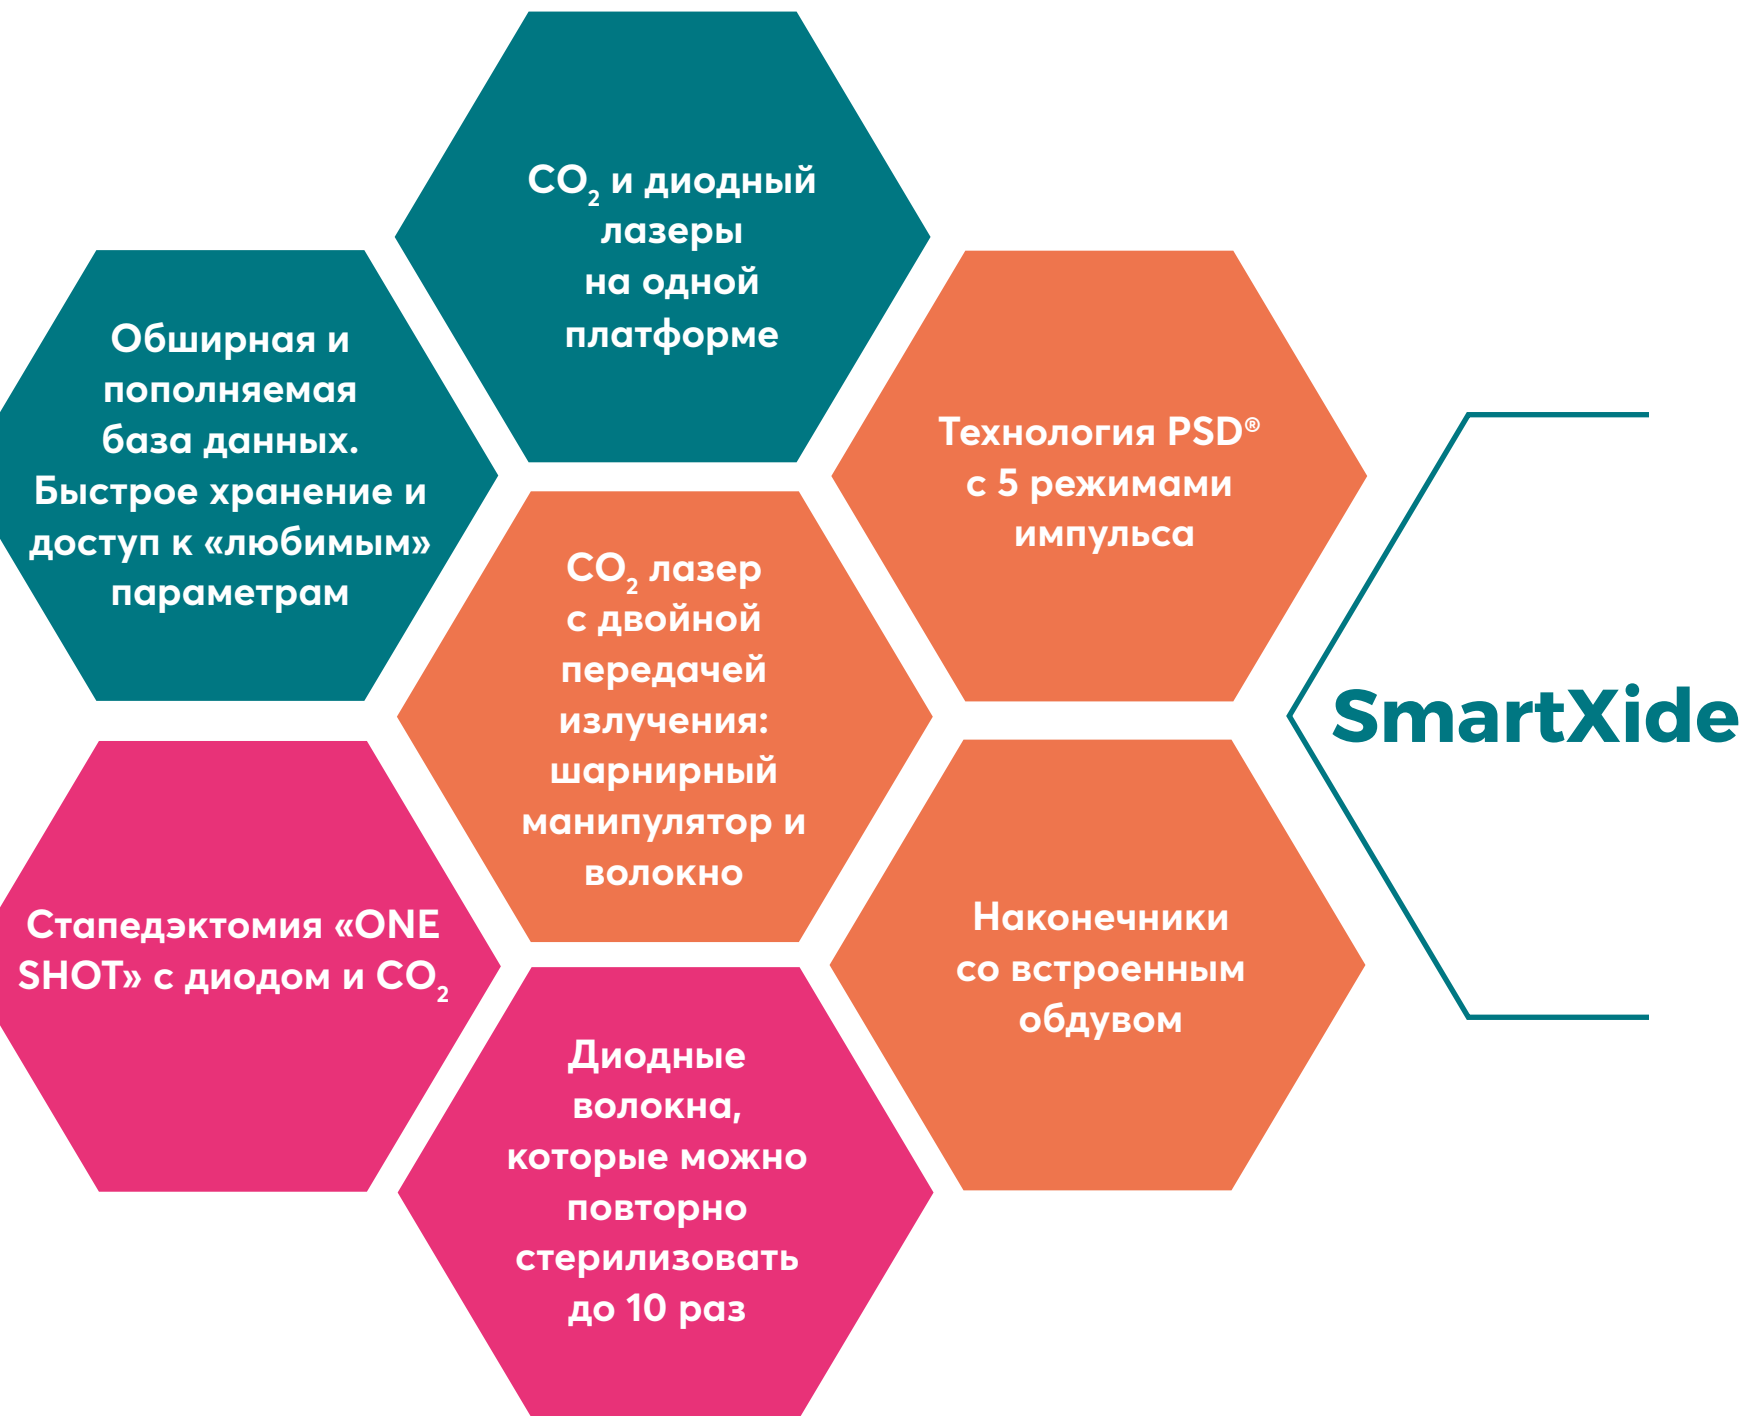 CO₂ и диодный
лазеры
на одной
платформе
Обширная и
пополняемая
база данных.
Быстрое хранение и
доступ к «любимым»
параметрам
Технология PSD®
с 5 режимами
импульса
CO₂ лазер
с двойной
передачей
излучения:
шарнирный
манипулятор и
волокно
SmartXide
Стапедэктомия «ONE
SHOT» с диодом и CO₂
Наконечники
со встроенным
обдувом
Диодные
волокна,
которые можно
повторно
стерилизовать
до 10 раз